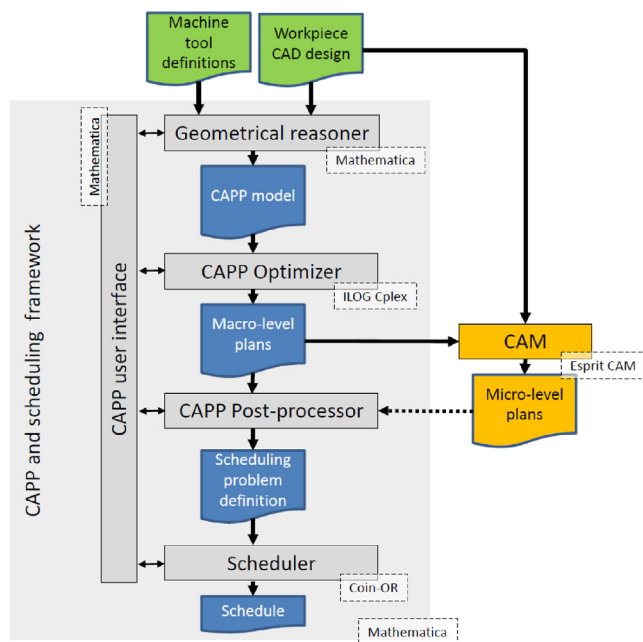 Machine
tool
definitions
Workpiece
CAD design
Geometrical reasoner
Mathematica
Mathematica
CAPP model
CAPP and scheduling framework
CAPP user interface
CAPP Optimizer
ILOG Cplex
Macro-level
plans
CAM
Esprit CAM
Micro-level
plans
CAPP Post-processor
Scheduling
problem
definition
Scheduler
Coin-OR
Schedule
Mathematica